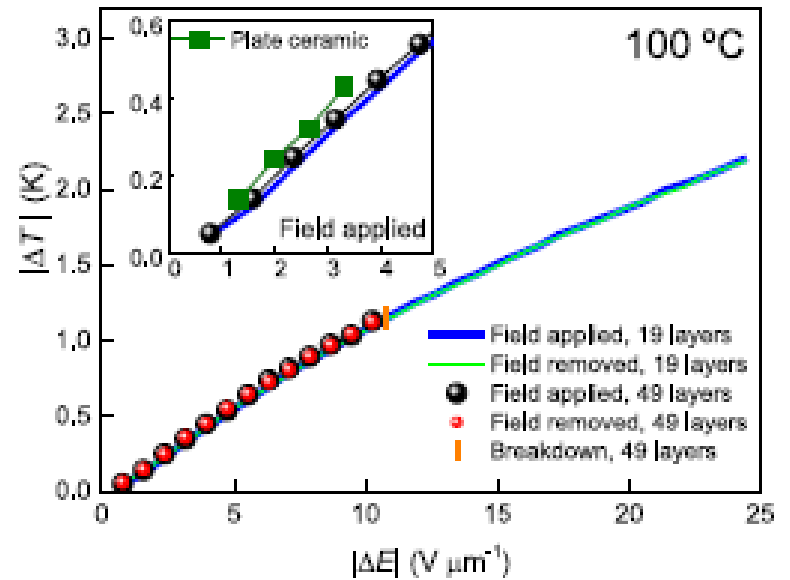 100 ºC
3.0
2.5
2.0
1.5
1.0
0.5
0.0
|ΔT| (K)
0.6
0.4
0.2
0.0
Plate ceramic
Field applied
0 1 2 3 4 5
Field applied, 19 layers
Field removed, 19 layers
Field applied, 49 layers
Field removed, 49 layers
Breakdown, 49 layers
0 5 10 15 20 25
|ΔE| (V μm⁻¹)